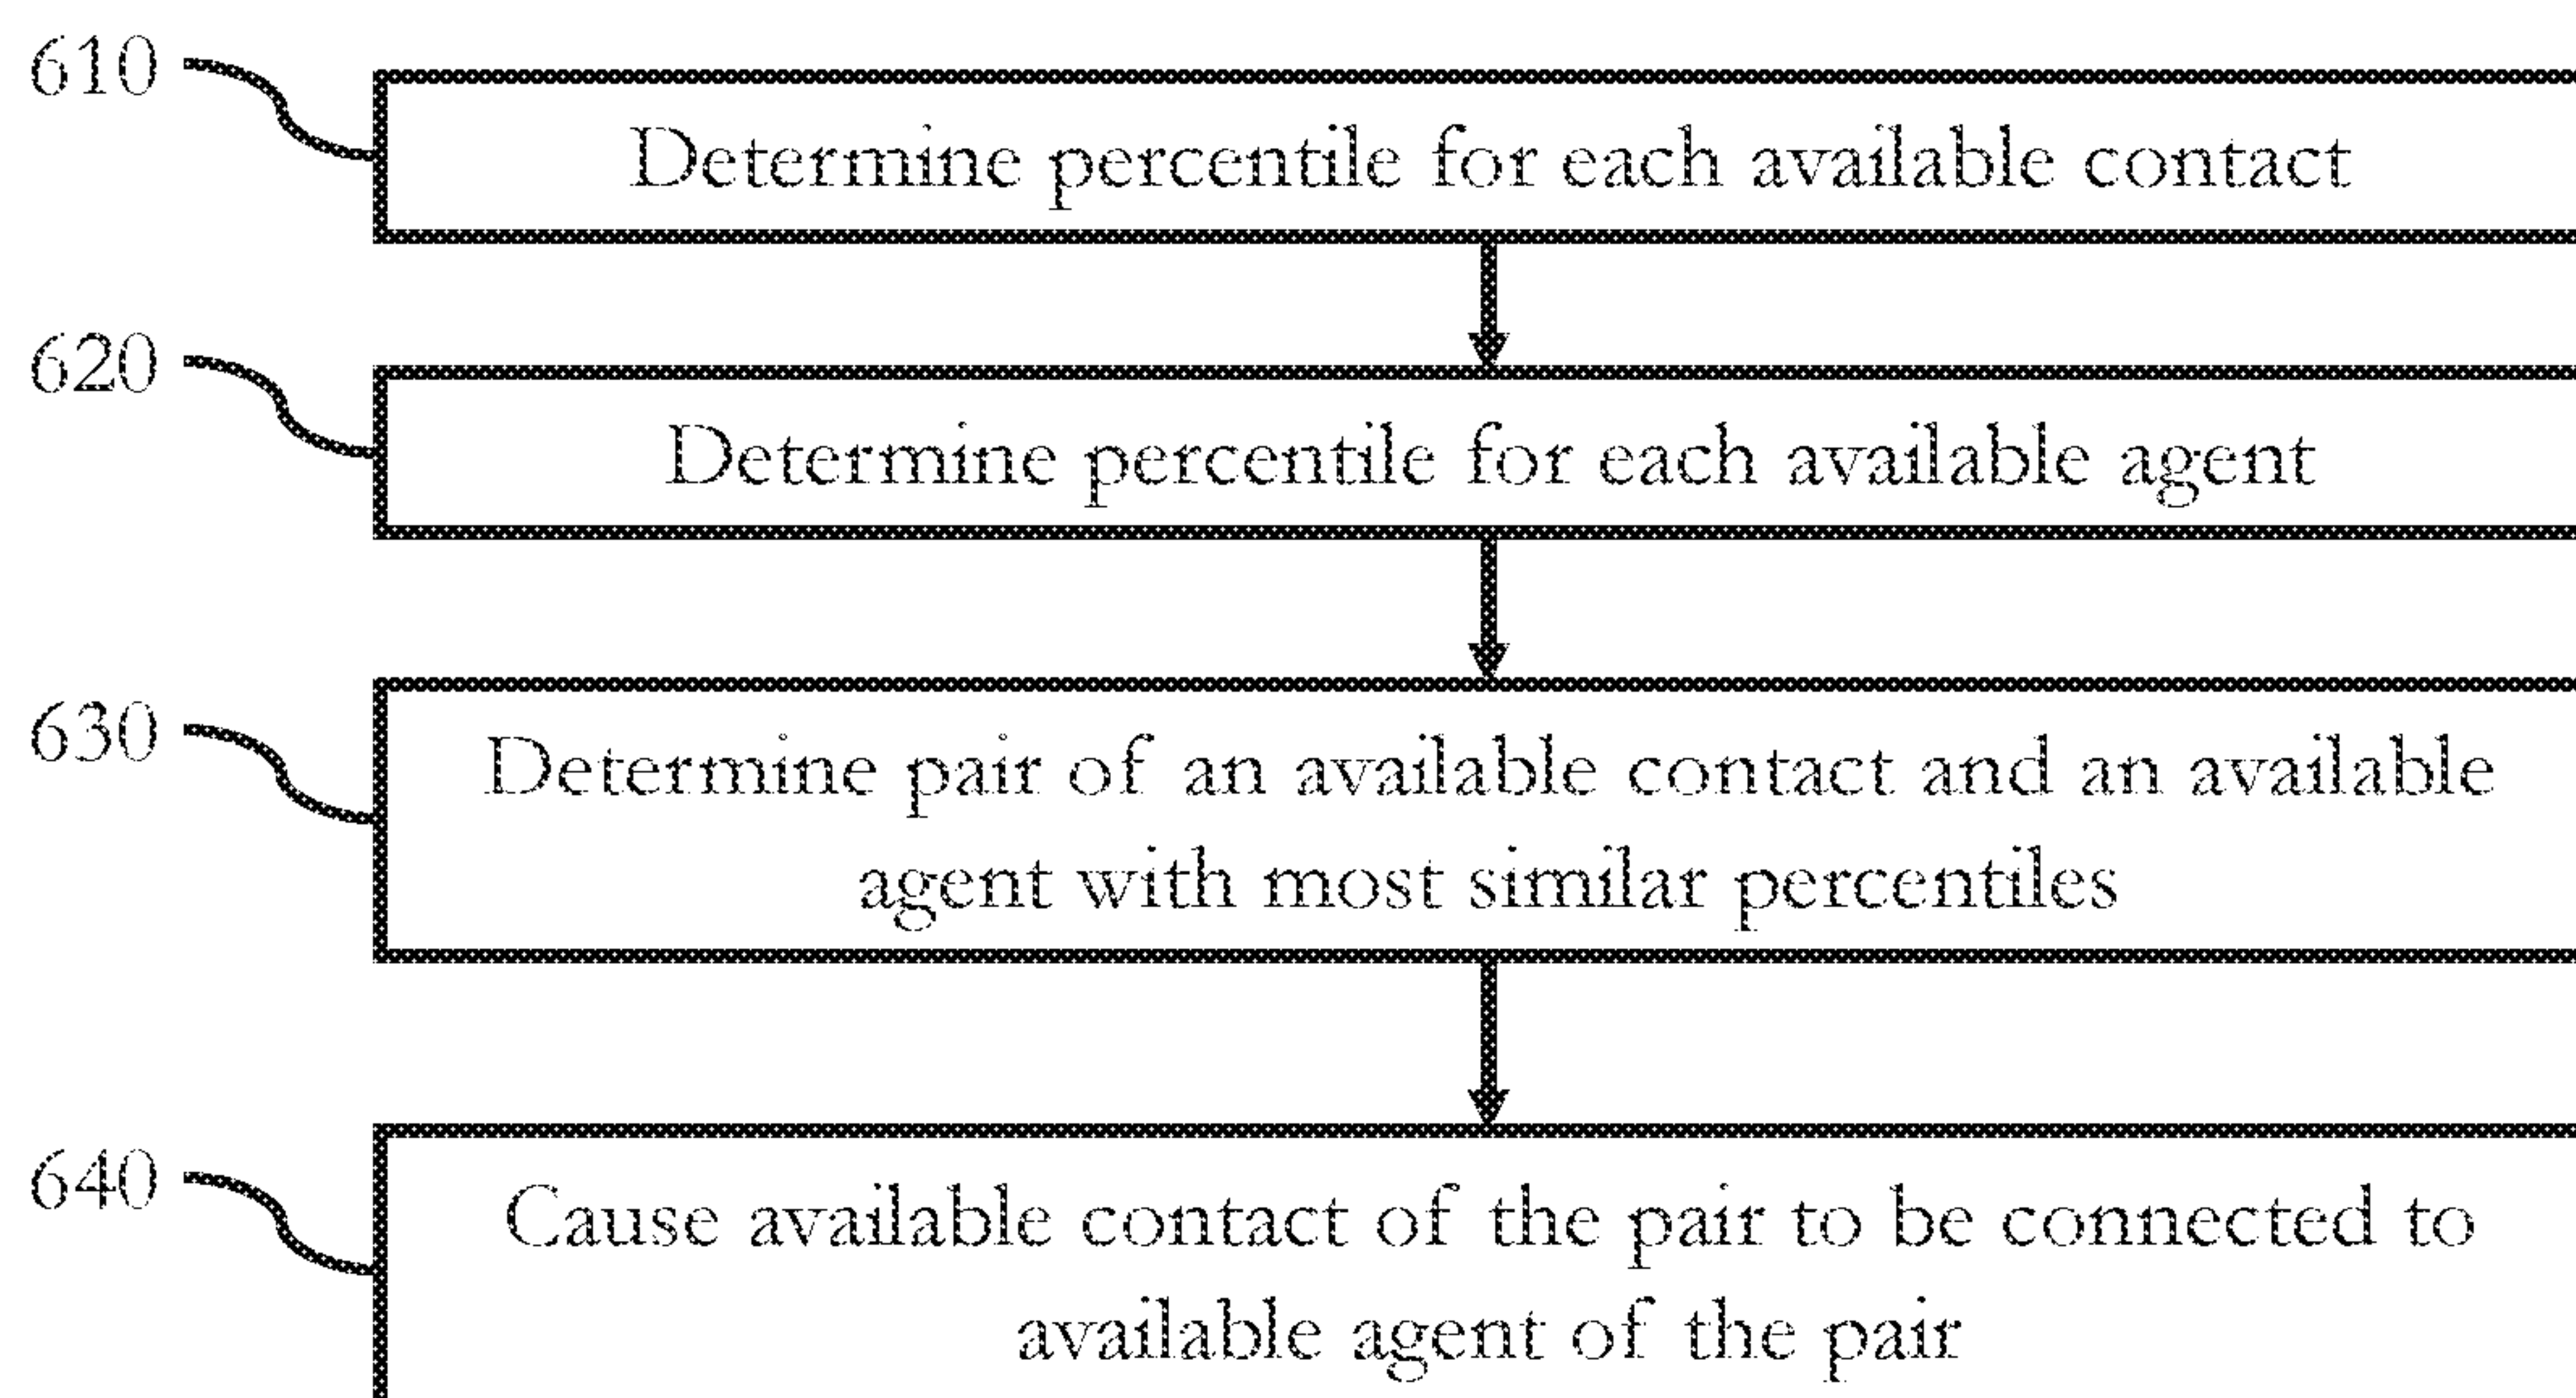 610
Determine percentile for each available contact
620
Determine percentile for each available agent
630
Determine pair of an available contact and an available
agent with most similar percentiles
640
Cause available contact of the pair to be connected to
available agent of the pair